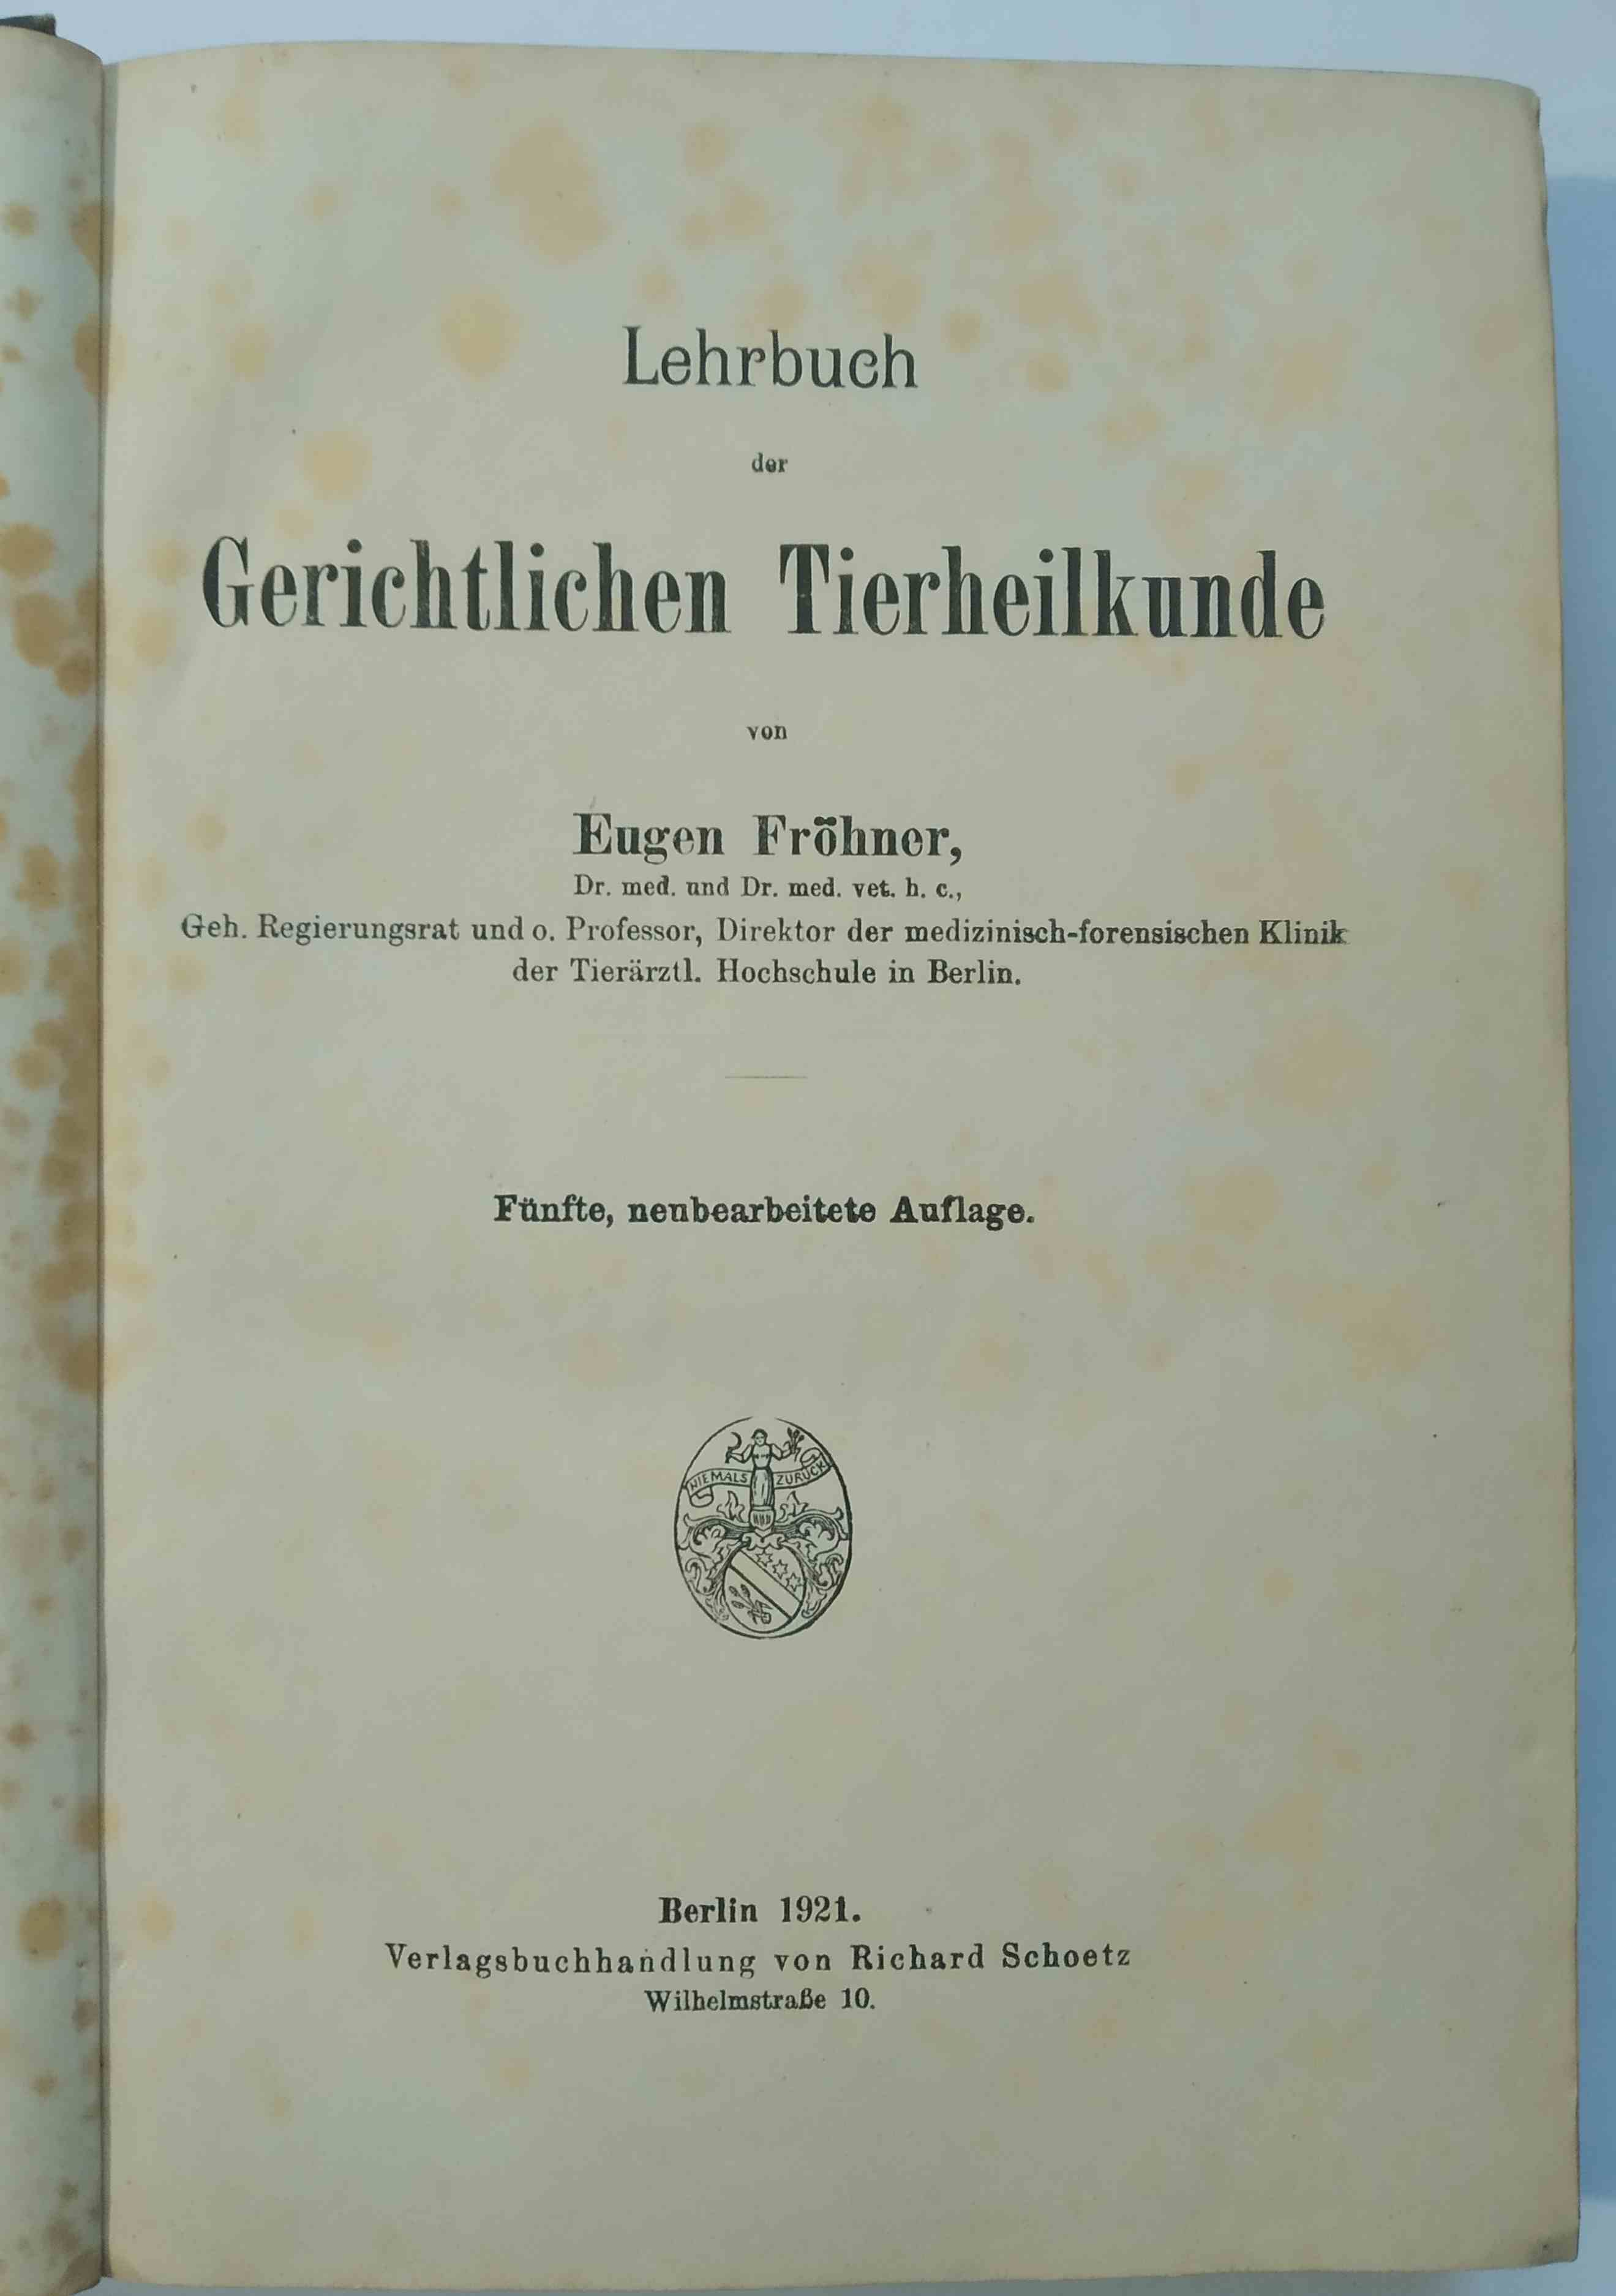 Lehrbuch
der
Gerichtlichen Tierheilkunde
von
Eugen Fröhner,
Dr. med. und Dr. med. vet. h. c.,
Geh. Regierungsrat und o. Professor, Direktor der medizinisch-forensischen Klinik
der Tierärztl. Hochschule in Berlin.
Fünfte, neubearbeitete Auflage.
NIEMALS ZURÜCK
Berlin 1921.
Verlagsbuchhandlung von Richard Schoetz
Wilhelmstraße 10.